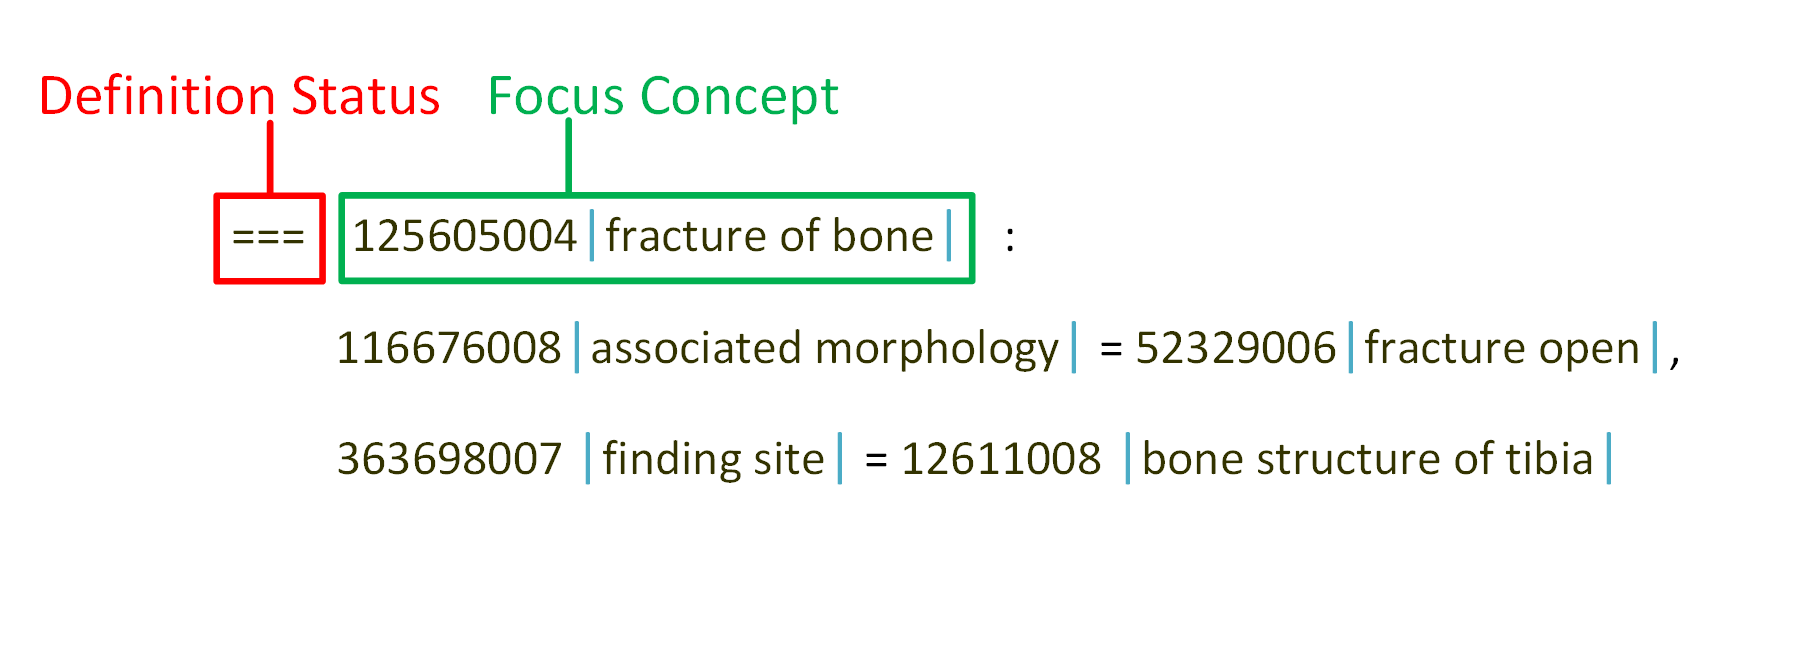 Definition Status Focus Concept
=== 125605004|fracture of bone| :
116676008|associated morphology| = 52329006|fracture open|,
363698007 |finding site| = 12611008 |bone structure of tibia|